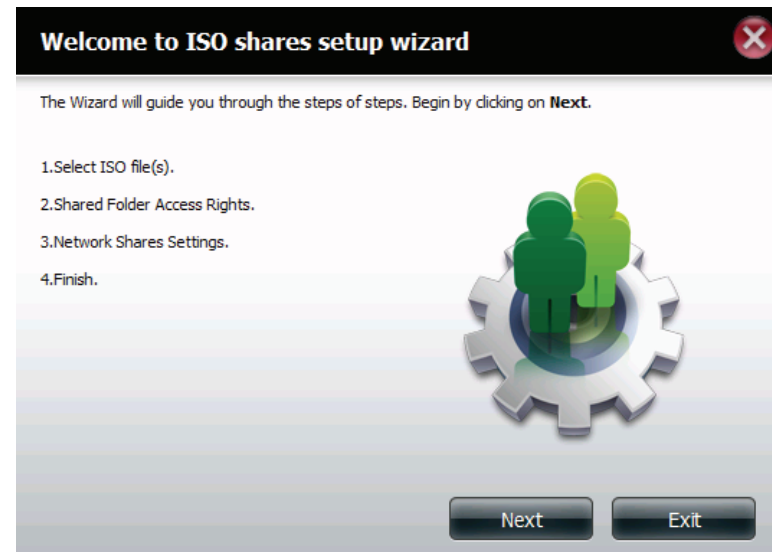 Welcome to ISO shares setup wizard
The Wizard will guide you through the steps of steps. Begin by clicking on Next.
1.Select ISO file(s).
2.Shared Folder Access Rights.
3.Network Shares Settings.
4.Finish.
Next
Exit